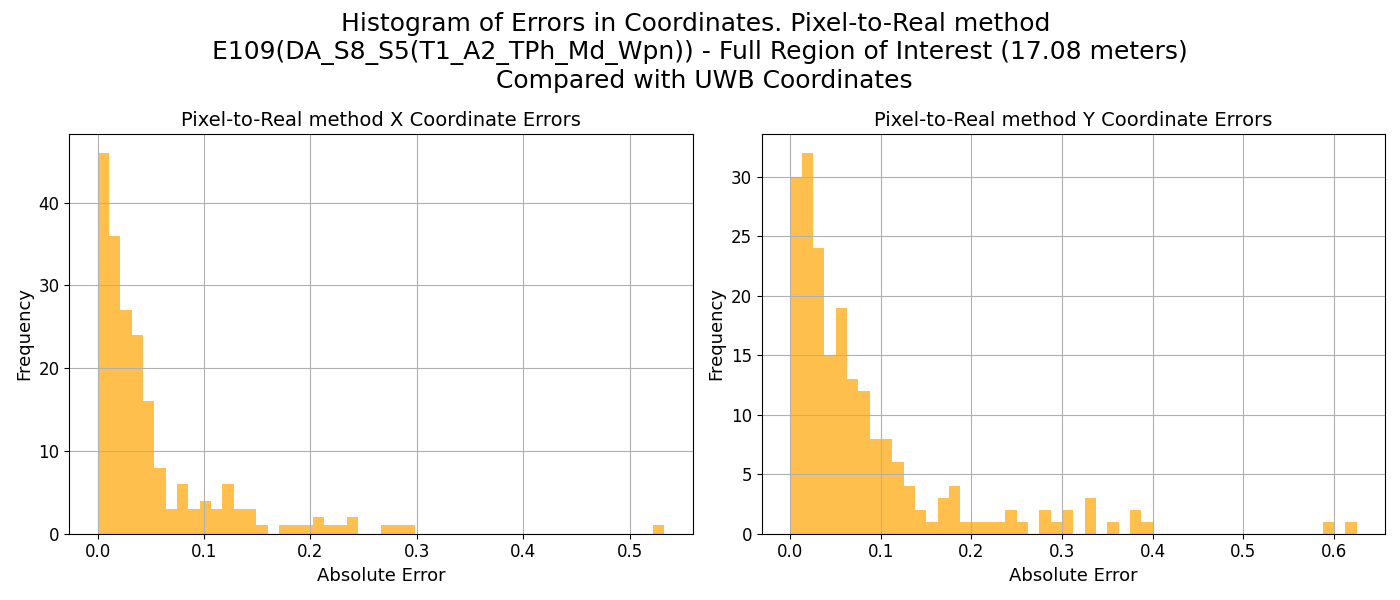 Histogram of Errors in Coordinates. Pixel-to-Real method
E109(DA_S8_S5(T1_A2_TPh_Md_Wpn)) - Full Region of Interest (17.08 meters)
Compared with UWB Coordinates
Pixel-to-Real method X Coordinate Errors
Frequency
40
30
20
10
0
0.0 0.1 0.2 0.3 0.4 0.5
Absolute Error
Pixel-to-Real method Y Coordinate Errors
Frequency
30
25
20
15
10
5
0
0.0 0.1 0.2 0.3 0.4 0.5 0.6
Absolute Error